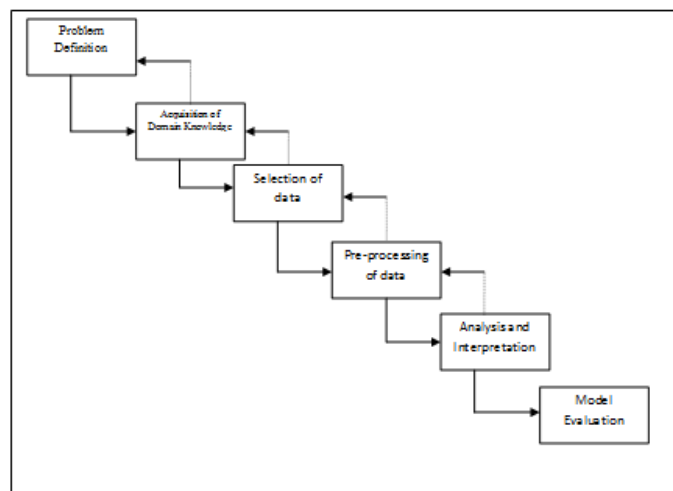 Problem
Definition
Acquisition of
Domain Knowledge
Selection of
data
Pre-processing
of data
Analysis and
Interpretation
Model
Evaluation